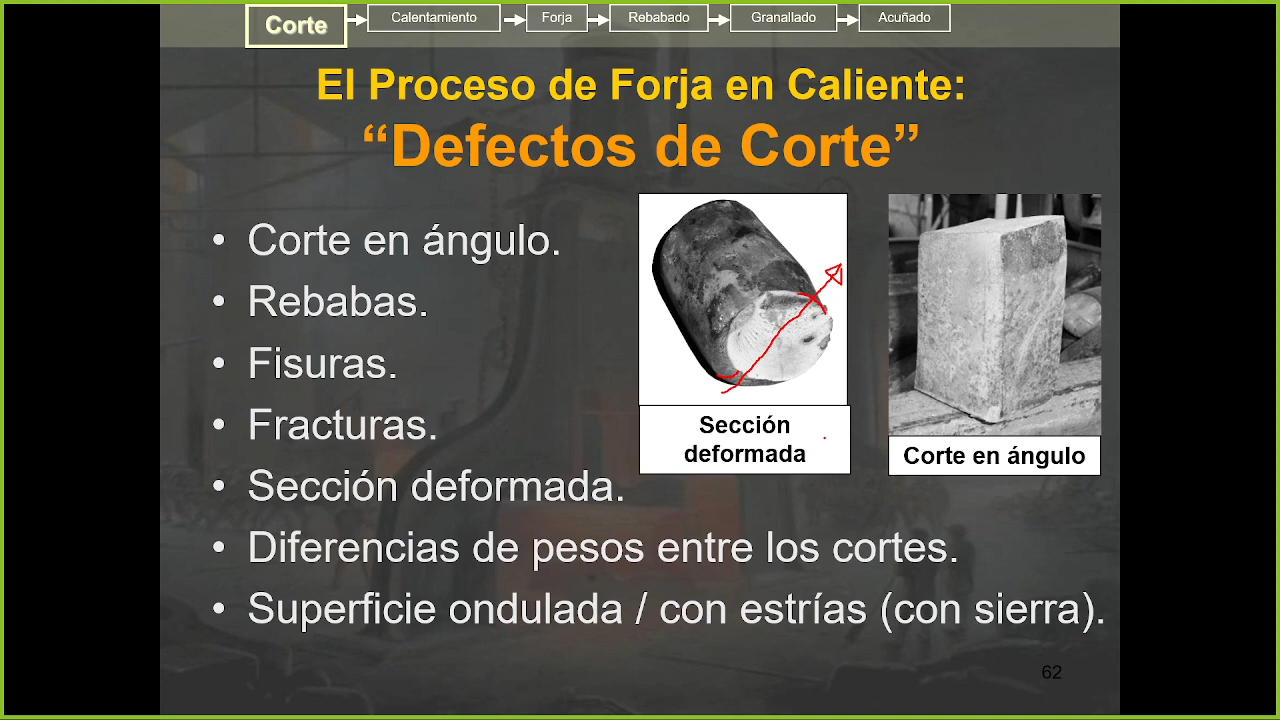 Corte
Calentamiento
Forja
Rebabado
Granallado
Acuñado
El Proceso de Forja en Caliente:
“Defectos de Corte”
• Corte en ángulo.
• Rebabas.
• Fisuras.
• Fracturas.
• Sección deformada.
• Diferencias de pesos entre los cortes.
• Superficie ondulada / con estrías (con sierra).
Sección
deformada
Corte en ángulo
62